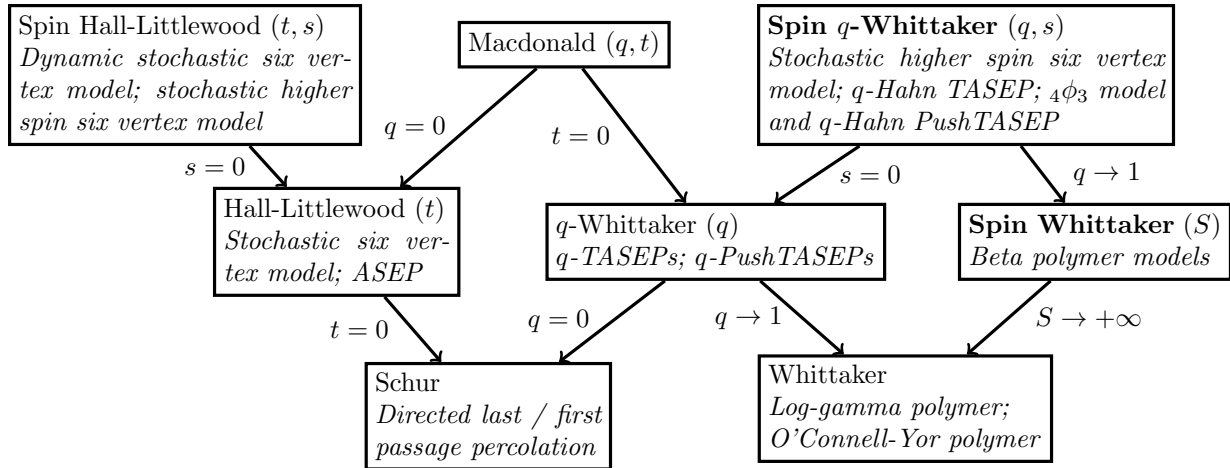 Spin Hall-Littlewood (t, s)
Dynamic stochastic six ver-
tex model; stochastic higher
spin six vertex model
Macdonald (q, t)
Spin q-Whittaker (q, s)
Stochastic higher spin six vertex
model; q-Hahn TASEP; ₄ϕ₃ model
and q-Hahn PushTASEP
s = 0
q = 0
t = 0
s = 0
q → 1
Hall-Littlewood (t)
Stochastic six ver-
tex model; ASEP
q-Whittaker (q)
q-TASEPs; q-PushTASEPs
Spin Whittaker (S)
Beta polymer models
t = 0
q = 0
q → 1
S → +∞
Schur
Directed last / first
passage percolation
Whittaker
Log-gamma polymer;
O'Connell-Yor polymer